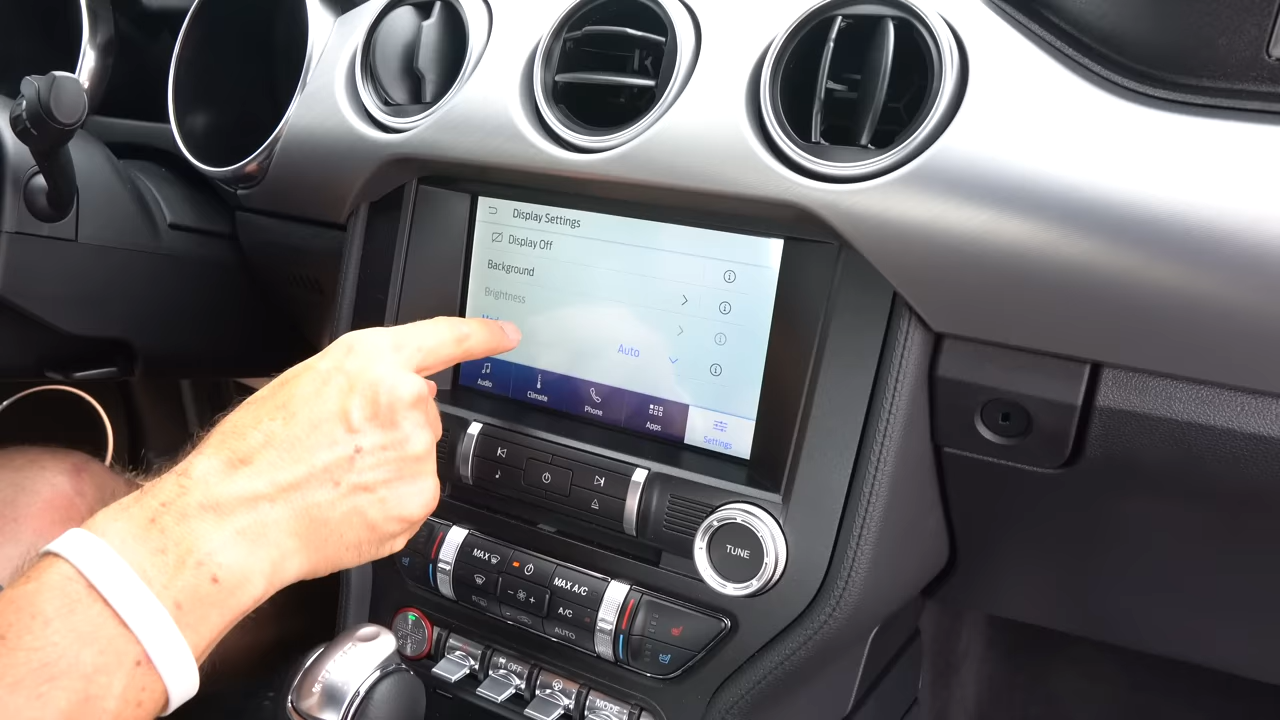 Display Settings
Display Off
Background
Brightness
Auto
Audio
Climate
Phone
Apps
Settings
TUNE
MAX
MAX A/C
A/C
AUTO
OFF
MODE